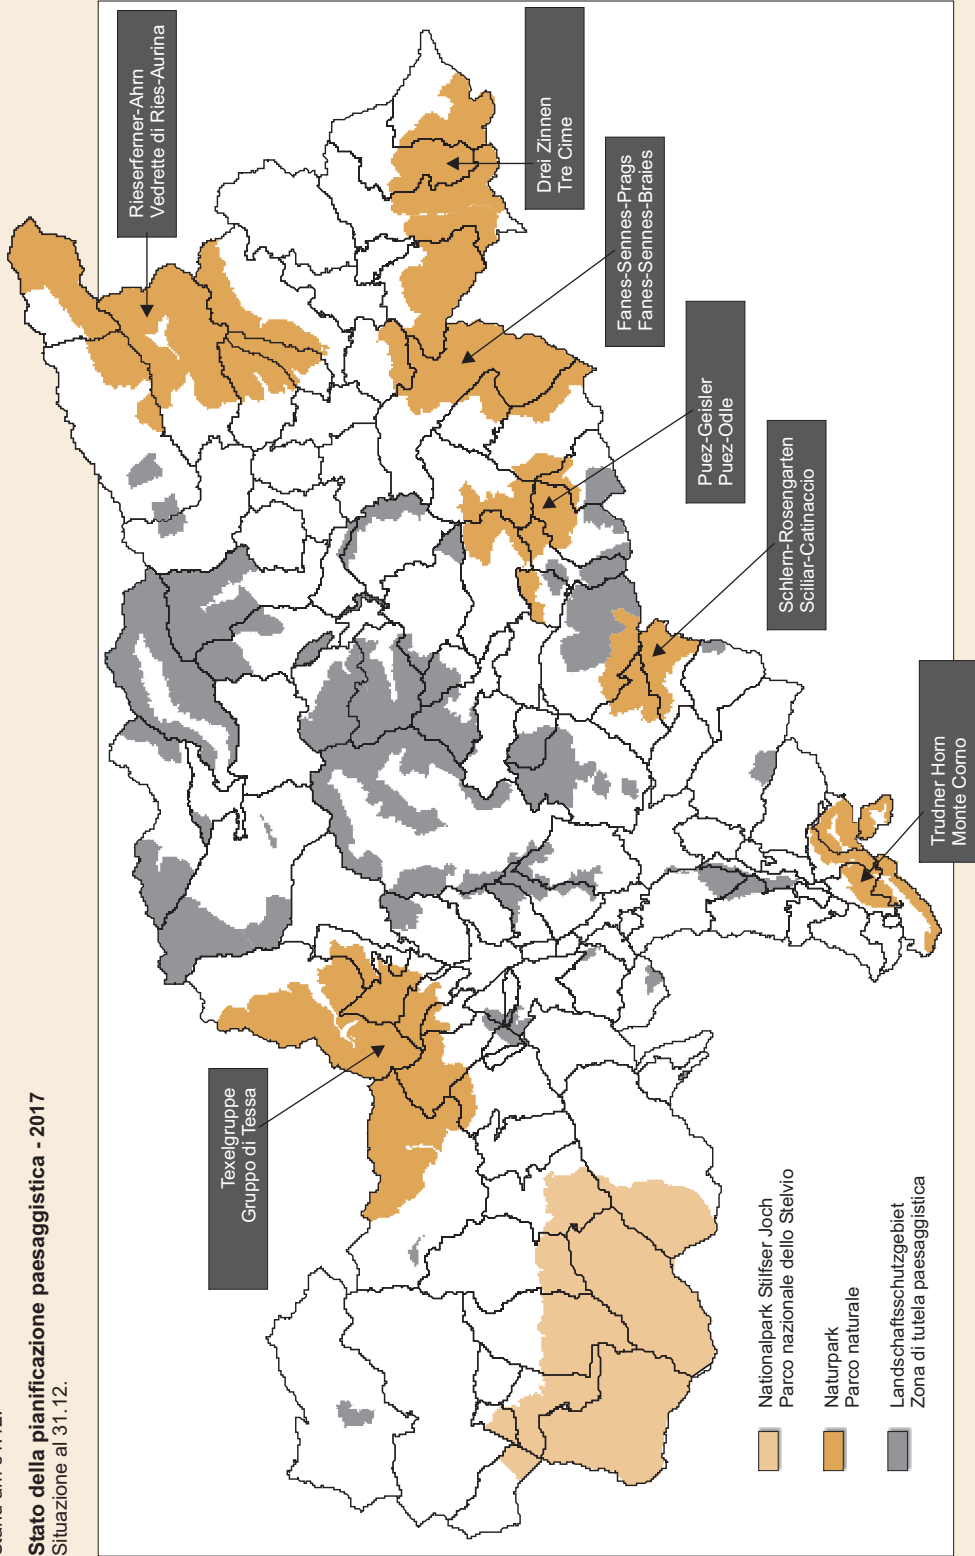 Stato della pianificazione paesaggistica - 2017
Situazione al 31.12.
Rieserferner-Ahrn
Vedrette di Ries-Aurina
Drei Zinnen
Tre Cime
Fanes-Sennes-Prags
Fanes-Sennes-Braies
Puez-Geisler
Puez-Odle
Schlern-Rosengarten
Sciliar-Catinaccio
Trudner Horn
Monte Corno
Texelgruppe
Gruppo di Tessa
Nationalpark Stilfser Joch
Parco nazionale dello Stelvio
Naturpark
Parco naturale
Landschaftsschutzgebiet
Zona di tutela paesaggistica